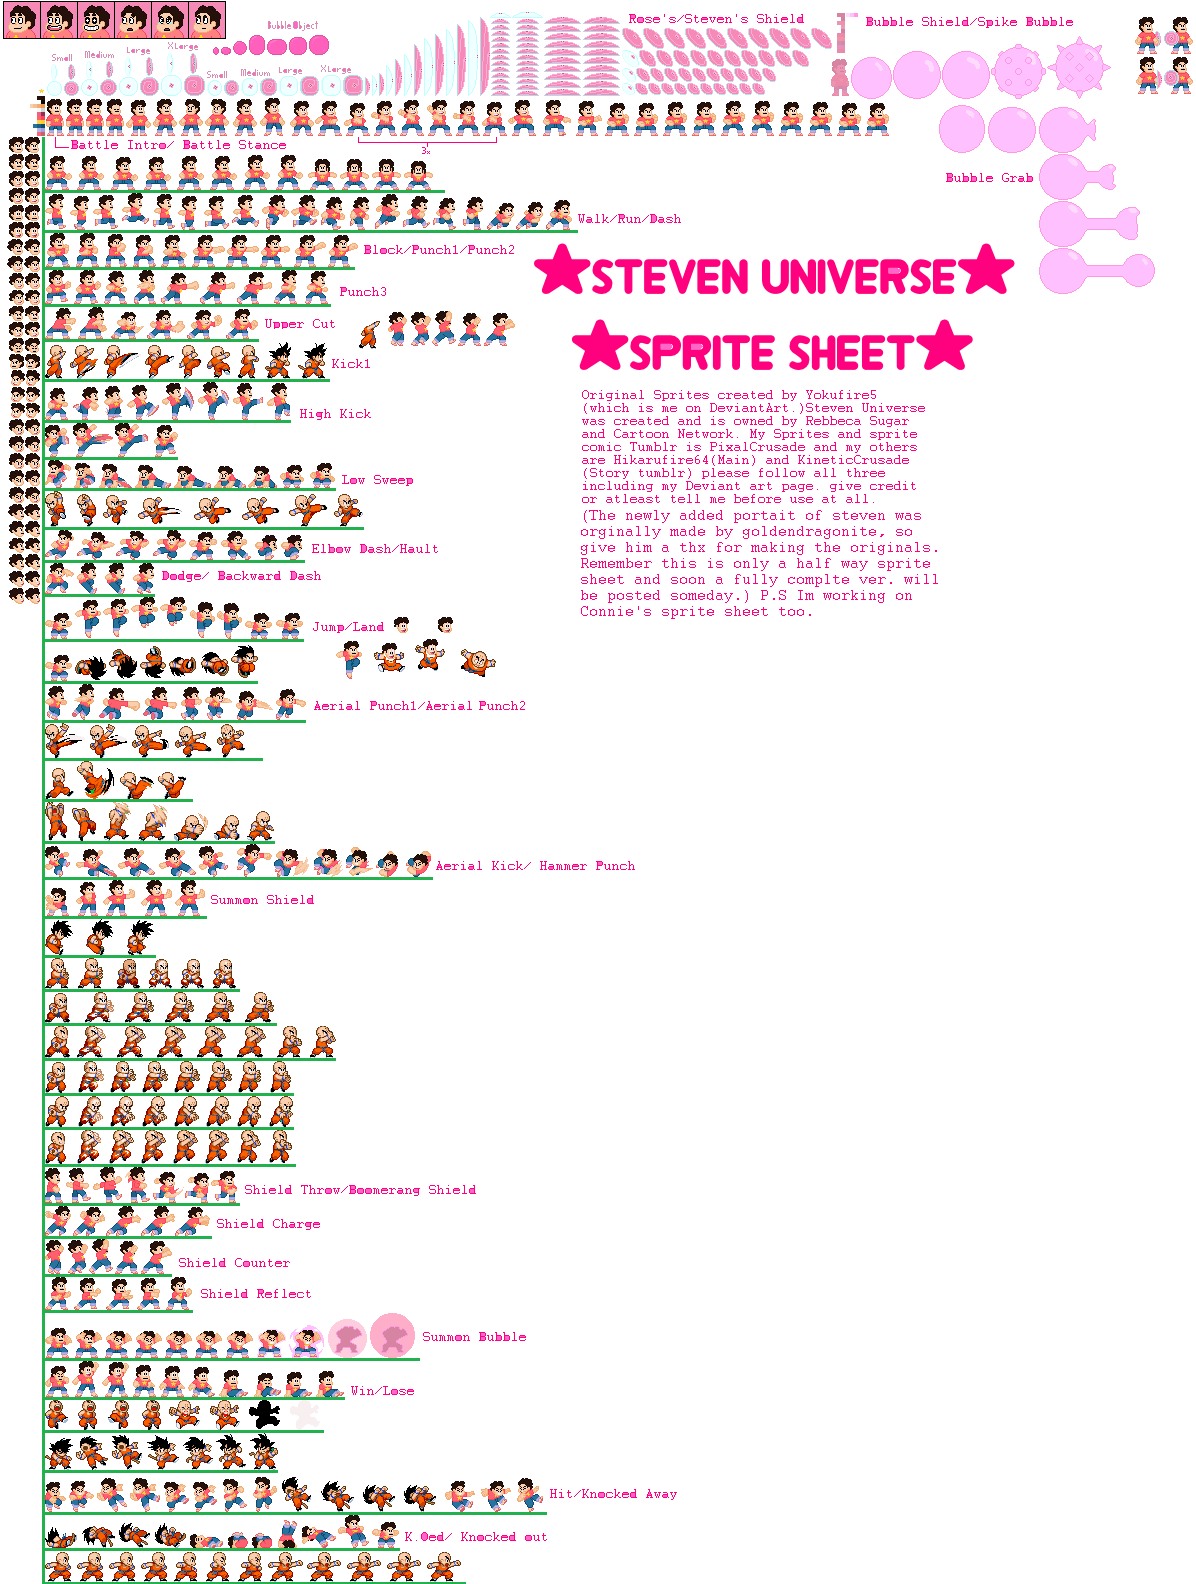 BubbleObject
Rose's/Steven's Shield
Bubble Shield/Spike Bubble
Small Medium Large XLarge
Small Medium Large XLarge
Battle Intro/ Battle Stance
3x
Bubble Grab
Walk/Run/Dash
Block/Punch1/Punch2
STEVEN UNIVERSE
Punch3
Upper Cut
SPRITE SHEET
Kick1
High Kick
Original Sprites created by Yokufire5
(which is me on DeviantArt.)Steven Universe
was created and is owned by Rebbeca Sugar
and Cartoon Network. My Sprites and sprite
comic Tumblr is PixalCrusade and my others
are Hikarufire64(Main) and KineticCrusade
(Story tumblr) please follow all three
including my Deviant art page. give credit
or atleast tell me before use at all.
(The newly added portait of steven was
orginally made by goldendragonite, so
give him a thx for making the originals.
Remember this is only a half way sprite
sheet and soon a fully complte ver. will
be posted someday.) P.S Im working on
Connie's sprite sheet too.
Low Sweep
Elbow Dash/Hault
Dodge/ Backward Dash
Jump/Land
Aerial Punch1/Aerial Punch2
Aerial Kick/ Hammer Punch
Summon Shield
Shield Throw/Boomerang Shield
Shield Charge
Shield Counter
Shield Reflect
Summon Bubble
Win/Lose
Hit/Knocked Away
K.Oed/ Knocked out